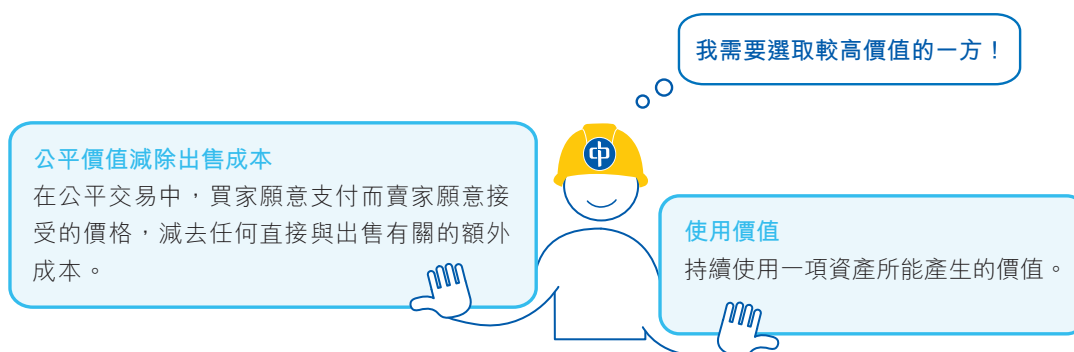 我需要選取較高價值的一方！
公平價值減除出售成本
在公平交易中，買家願意支付而賣家願意接
受的價格，減去任何直接與出售有關的額外
成本。
使用價值
持續使用一項資產所能產生的價值。